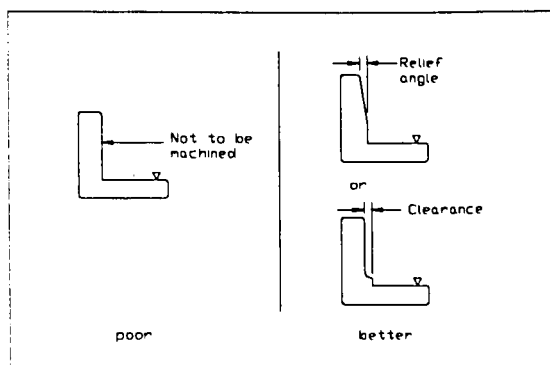 Not to be
machined
poor
Relief
angle
or
Clearance
better